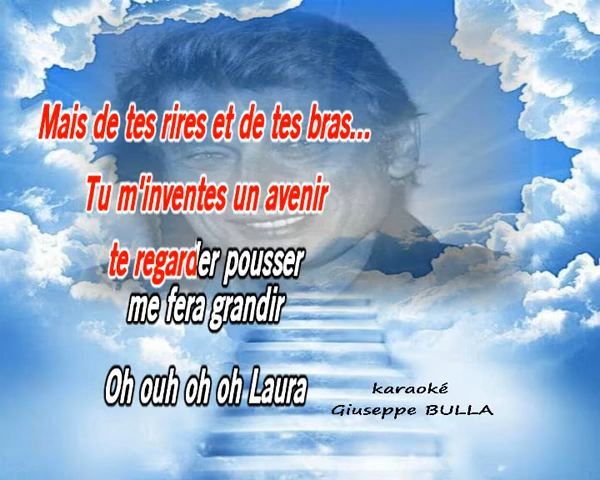 Mais de tes rires et de tes bras...
Tu m'inventes un avenir
te regarder pousser
me fera grandir
Oh ouh oh oh Laura
karaoké
Giuseppe BULLA